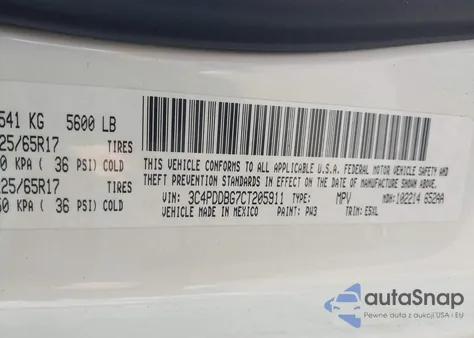 541 KG 5600 LB
25/65R17 TIRES
0 KPA ( 36 PSI) COLD
25/65R17 TIRES
50 KPA ( 36 PSI) COLD
THIS VEHICLE CONFORMS TO ALL APPLICABLE U.S.A. FEDERAL MOTOR VEHICLE SAFETY AND
THEFT PREVENTION STANDARDS IN EFFECT ON THE DATE OF MANUFACTURE SHOWN ABOVE.
VIN: 3C4PDDBG7CT205911 TYPE: MPV MDH: 102214 652AA
VEHICLE MADE IN MEXICO PAINT: PW3 TRIM: E5XL
autoSnap
Pewne auta z aukcji USA i EU